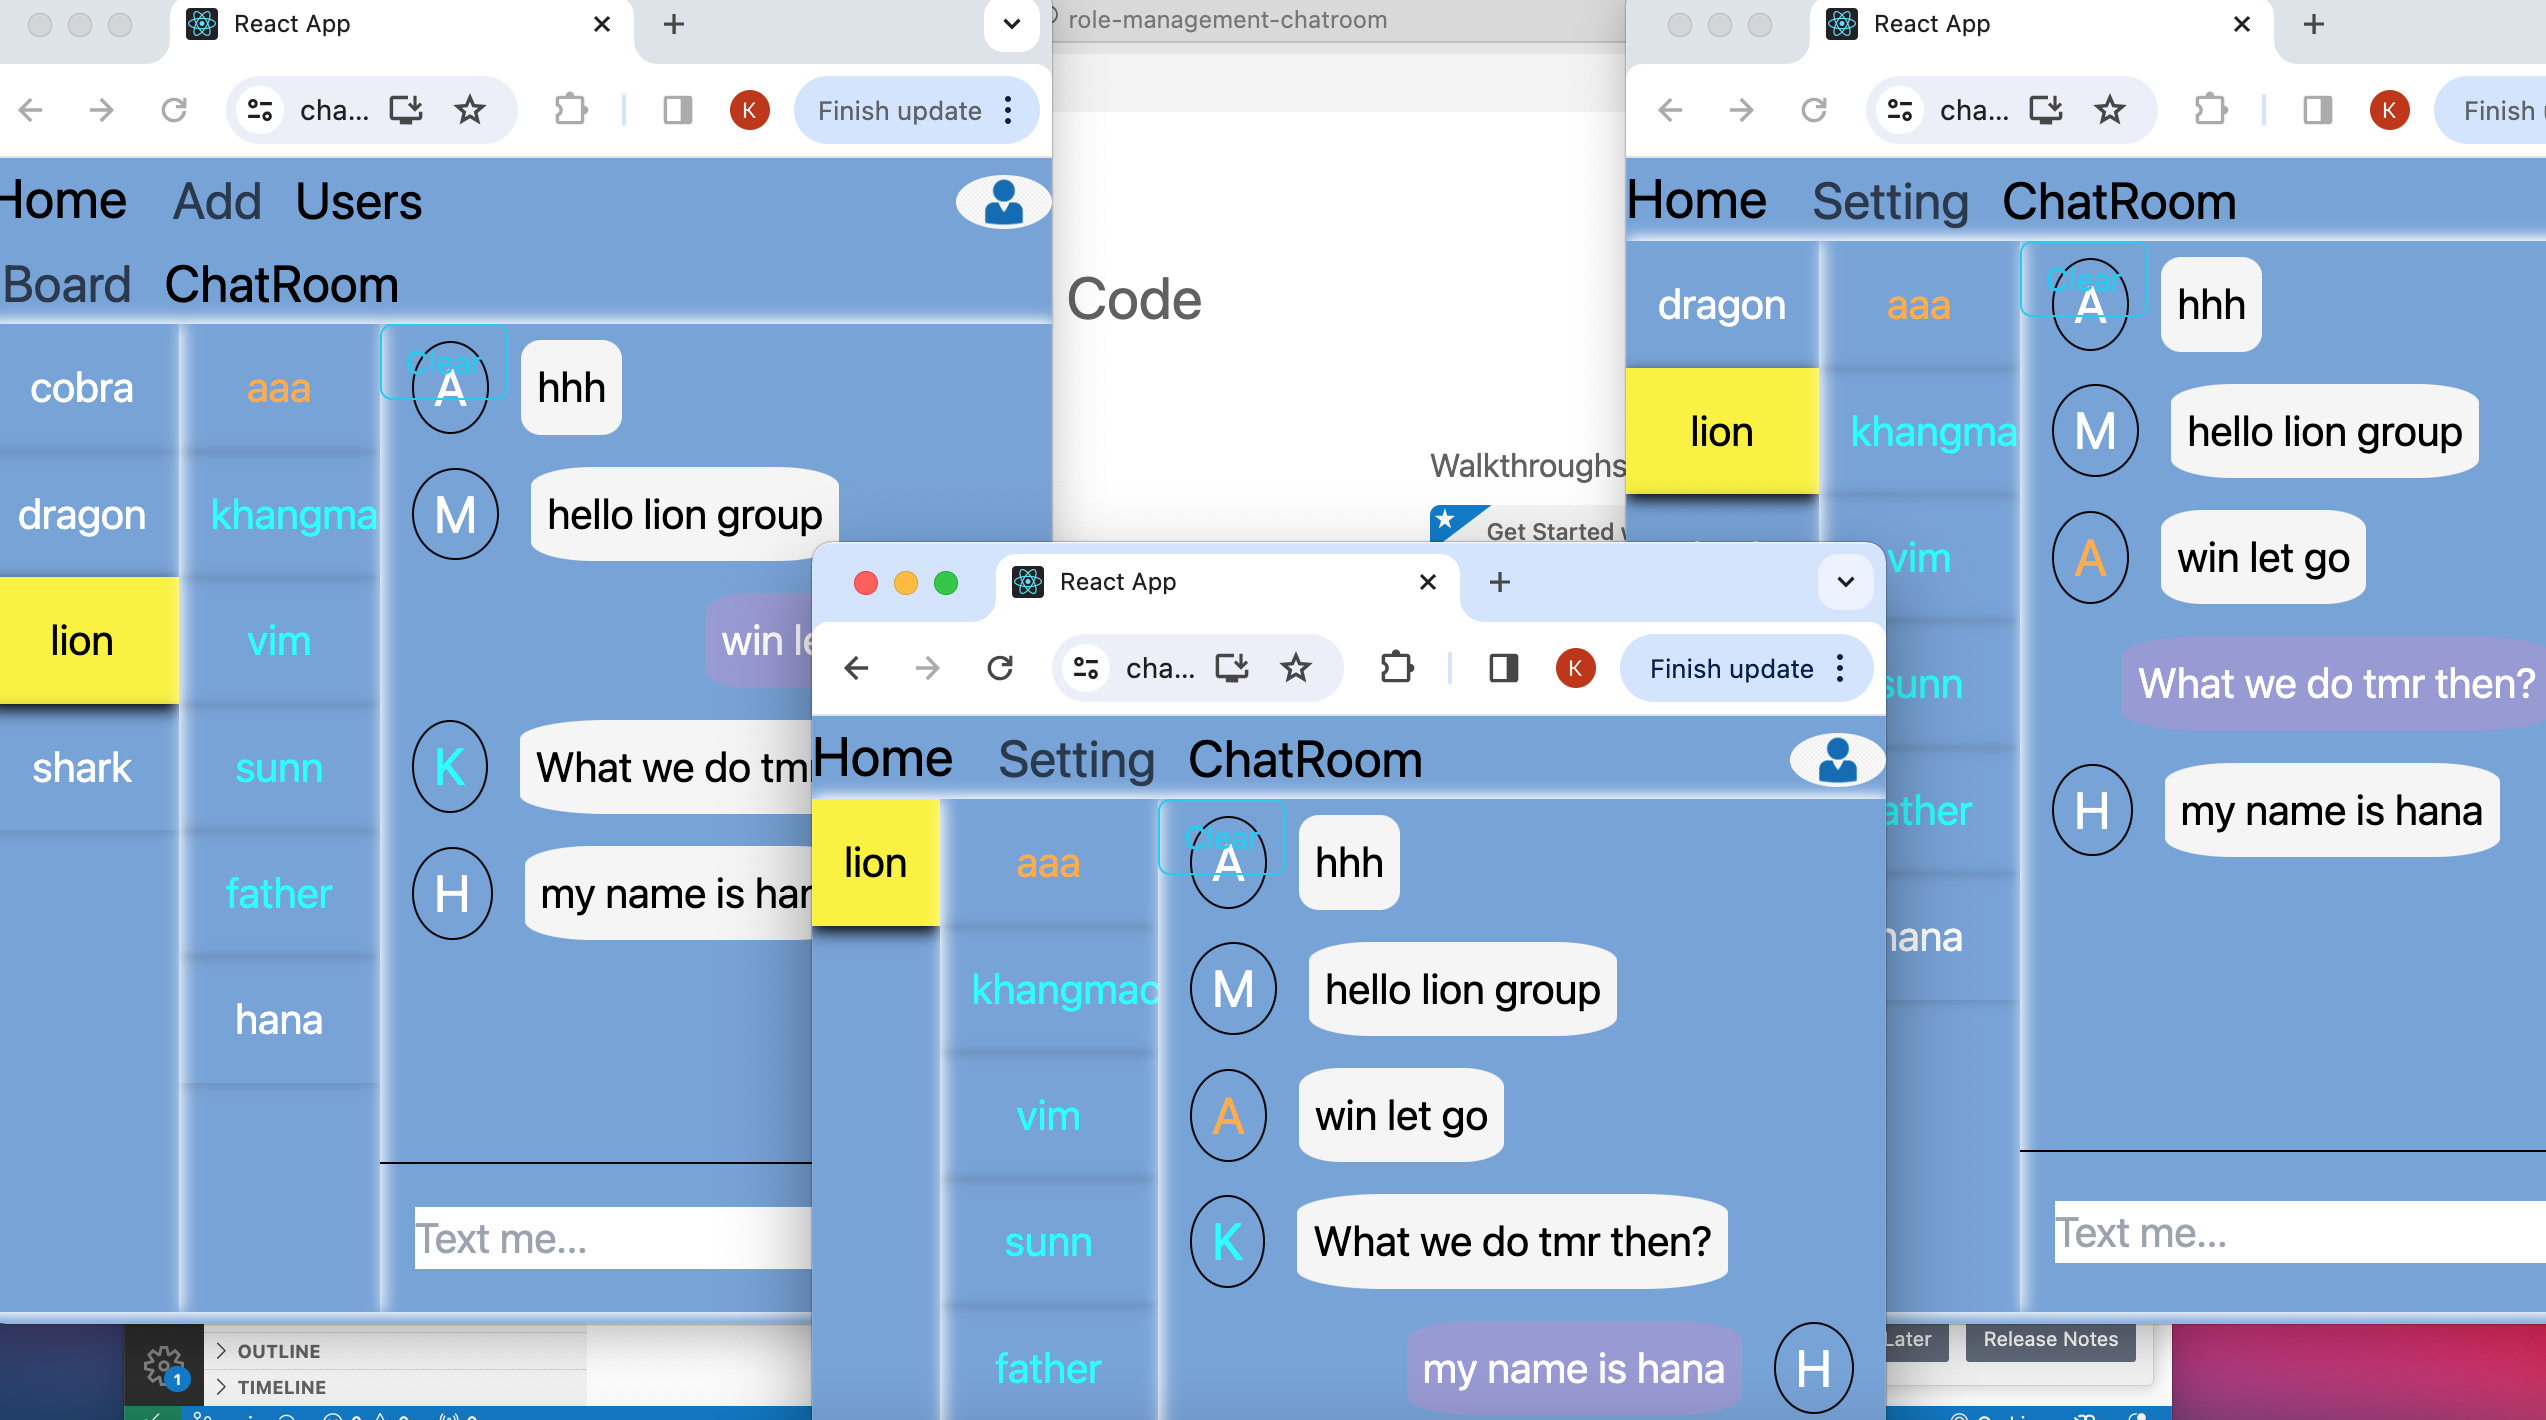 React App
role-management-chatroom
React App
cha...
K
Finish update
cha...
K
Finish
Home Add Users
Board ChatRoom
Home Setting ChatRoom
Code
Walkthroughs
Get Started
cobra
dragon
lion
shark
aaa
khangma
vim
sunn
father
hana
Clear
A
hhh
M
hello lion group
win le
K
What we do tm
H
my name is han
Text me...
dragon
lion
aaa
khangma
vim
sunn
ather
hana
Clear
A
hhh
M
hello lion group
A
win let go
What we do tmr then?
H
my name is hana
Text me...
React App
cha...
K
Finish update
Home Setting ChatRoom
lion
aaa
khangmac
vim
sunn
father
Clear
A
hhh
M
hello lion group
A
win let go
K
What we do tmr then?
my name is hana
H
OUTLINE
TIMELINE
1
Later
Release Notes